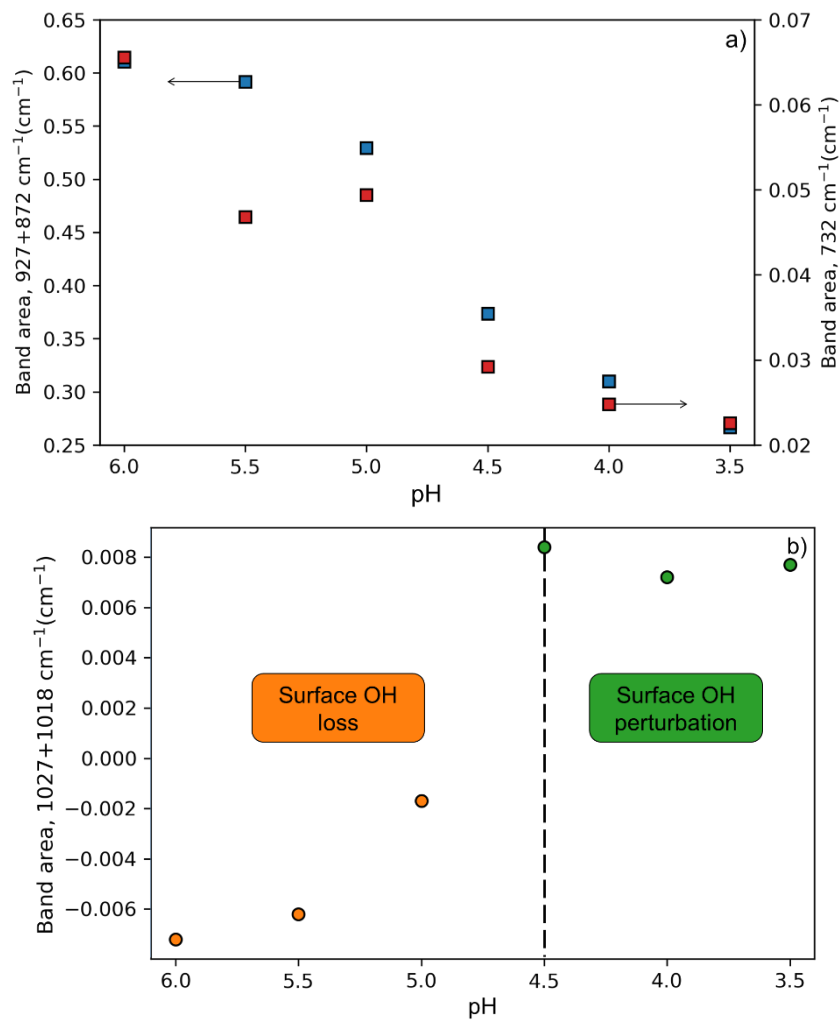 a)
Band area, 927+872 cm⁻¹(cm⁻¹)
0.65
0.60
0.55
0.50
0.45
0.40
0.35
0.30
0.25
0.07
0.06
0.05
0.04
0.03
0.02
Band area, 732 cm⁻¹(cm⁻¹)
6.0 5.5 5.0 4.5 4.0 3.5
pH
b)
Band area, 1027+1018 cm⁻¹(cm⁻¹)
0.008
0.006
0.004
0.002
0.000
−0.002
−0.004
−0.006
Surface OH
loss
Surface OH
perturbation
6.0 5.5 5.0 4.5 4.0 3.5
pH